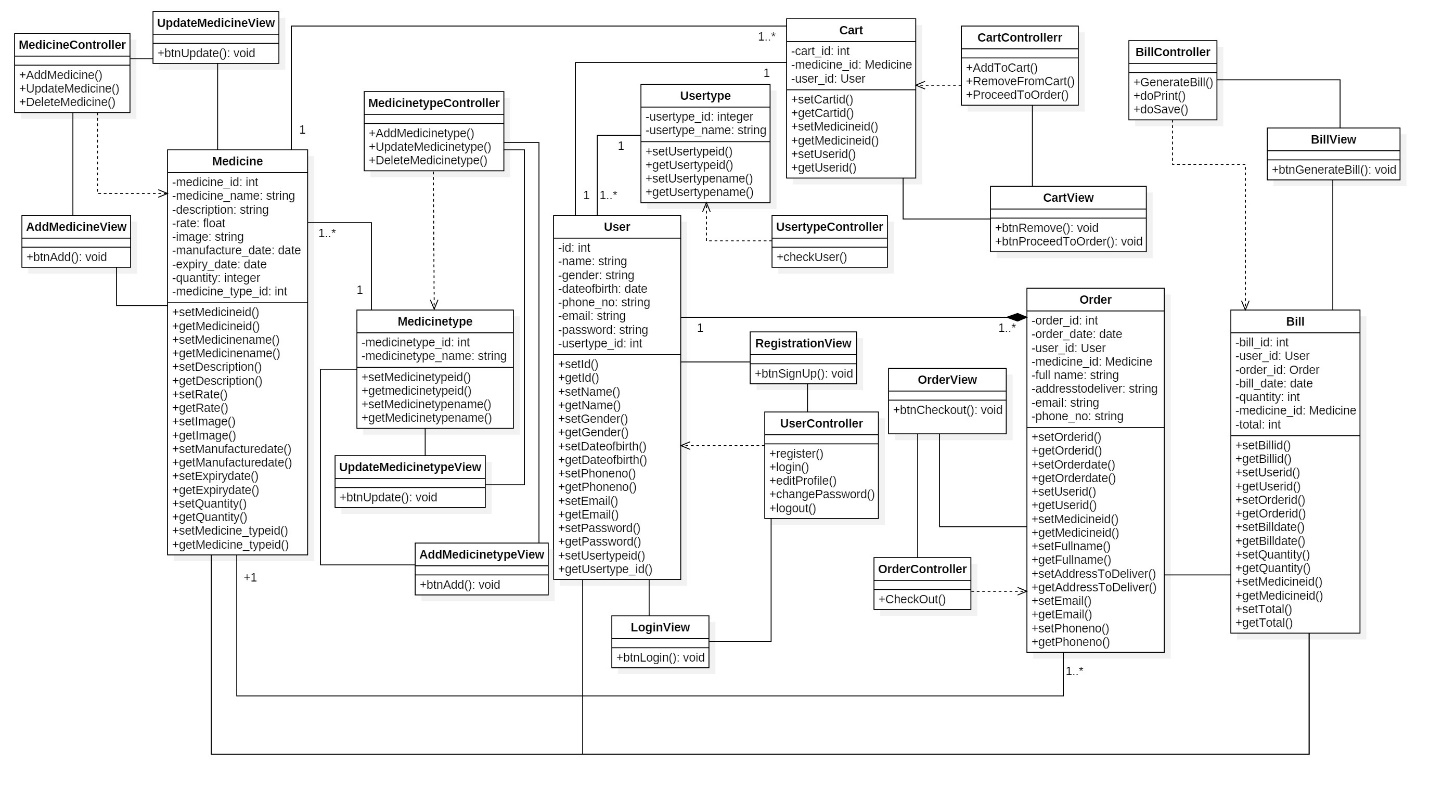 UpdateMedicineView
+btnUpdate(): void
MedicineController
+AddMedicine()
+UpdateMedicine()
+DeleteMedicine()
Medicine
-medicine_id: int
-medicine_name: string
-description: string
-rate: float
-image: string
-manufacture_date: date
-expiry_date: date
-quantity: integer
-medicine_type_id: int
+setMedicineid()
+getMedicineid()
+setMedicinename()
+getMedicinename()
+setDescription()
+getDescription()
+setRate()
+getRate()
+setImage()
+getImage()
+setManufacturedate()
+getManufacturedate()
+setExpirydate()
+getExpirydate()
+setQuantity()
+getQuantity()
+setMedicine_typeid()
+getMedicine_typeid()
AddMedicineView
+btnAdd(): void
MedicinetypeController
+AddMedicinetype()
+UpdateMedicinetype()
+DeleteMedicinetype()
Medicinetype
-medicinetype_id: int
-medicinetype_name: string
+setMedicinetypeid()
+getmedicinetypeid()
+setMedicinetypename()
+getMedicinetypename()
UpdateMedicinetypeView
+btnUpdate(): void
AddMedicinetypeView
+btnAdd(): void
Usertype
-usertype_id: integer
-usertype_name: string
+setUsertypeid()
+getUsertypeid()
+setUsertypename()
+getUsertypename()
UsertypeController
+checkUser()
User
-id: int
-name: string
-gender: string
-dateofbirth: date
-phone_no: string
-email: string
-password: string
-usertype_id: int
+setId()
+getId()
+setName()
+getName()
+setGender()
+getGender()
+setDateofbirth()
+getDateofbirth()
+setPhoneno()
+getPhoneno()
+setEmail()
+getEmail()
+setPassword()
+getPassword()
+setUsertypeid()
+getUsertype_id()
RegistrationView
+btnSignUp(): void
UserController
+register()
+login()
+editProfile()
+changePassword()
+logout()
LoginView
+btnLogin(): void
Cart
-cart_id: int
-medicine_id: Medicine
-user_id: User
+setCartid()
+getCartid()
+setMedicineid()
+getMedicineid()
+setUserid()
+getUserid()
CartControllerr
+AddToCart()
+RemoveFromCart()
+ProceedToOrder()
CartView
+btnRemove(): void
+btnProceedToOrder(): void
OrderView
+btnCheckout(): void
OrderController
+CheckOut()
Order
-order_id: int
-order_date: date
-user_id: User
-medicine_id: Medicine
-full name: string
-addresstodeliver: string
-email: string
-phone_no: string
+setOrderid()
+getOrderid()
+setOrderdate()
+getOrderdate()
+setUserid()
+getUserid()
+setMedicineid()
+getMedicineid()
+setFullname()
+getFullname()
+setAddressToDeliver()
+getAddressToDeliver()
+setEmail()
+getEmail()
+setPhoneno()
+getPhoneno()
BillController
+GenerateBill()
+doPrint()
+doSave()
BillView
+btnGenerateBill(): void
Bill
-bill_id: int
-user_id: User
-order_id: Order
-bill_date: date
-quantity: int
-medicine_id: Medicine
-total: int
+setBillid()
+getBillid()
+setUserid()
+getUserid()
+setOrderid()
+getOrderid()
+setBilldate()
+getBilldate()
+setQuantity()
+getQuantity()
+setMedicineid()
+getMedicineid()
+setTotal()
+getTotal()
1..*
1
1
1
1..*
1
1..*
1
1
1..*
+1
1..*